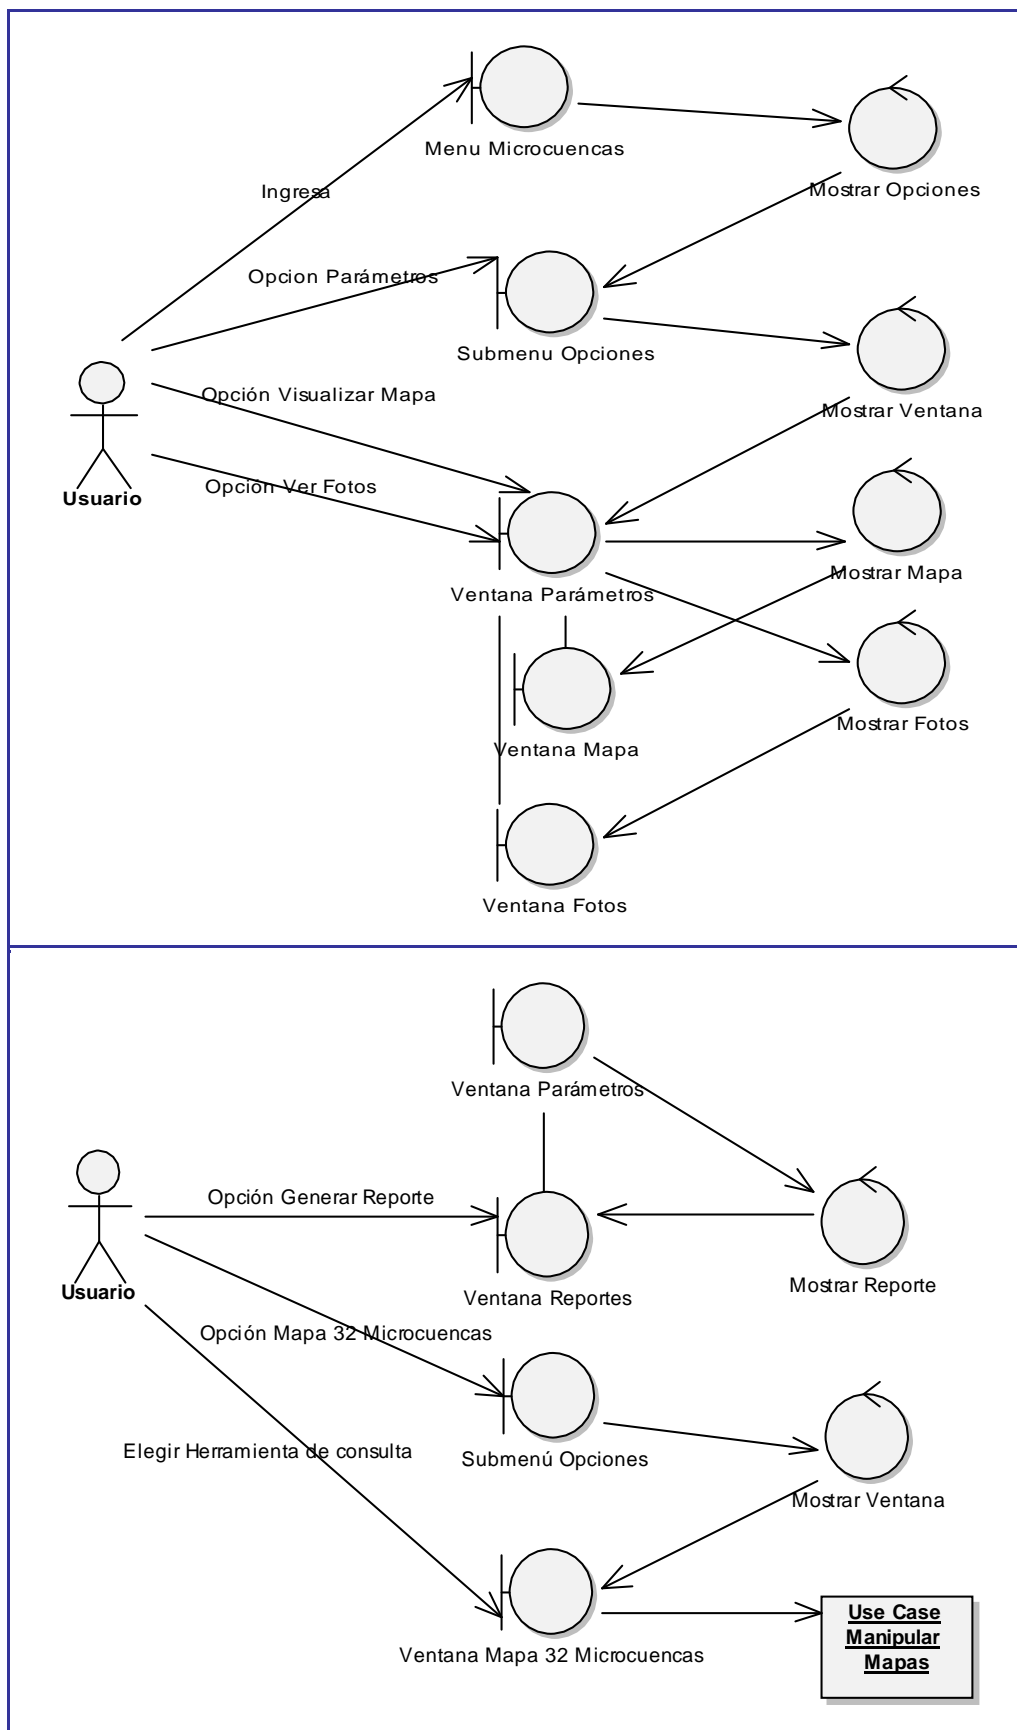 Menu Microcuencas
Mostrar Opciones
Ingresa
Opcion Parámetros
Submenu Opciones
Opción Visualizar Mapa
Mostrar Ventana
Opción Ver Fotos
Usuario
Ventana Parámetros
Mostrar Mapa
Mostrar Fotos
Ventana Mapa
Ventana Fotos
Ventana Parámetros
Opción Generar Reporte
Usuario
Ventana Reportes
Mostrar Reporte
Opción Mapa 32 Microcuencas
Elegir Herramienta de consulta
Submenú Opciones
Mostrar Ventana
Ventana Mapa 32 Microcuencas
Use Case
Manipular
Mapas